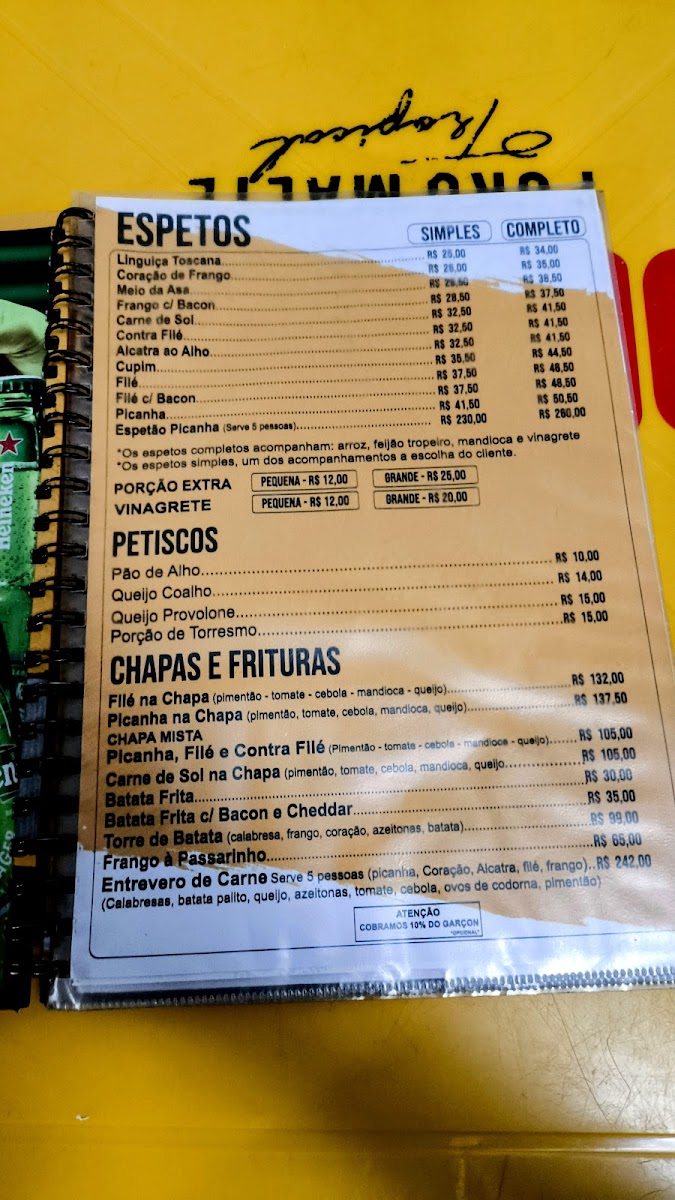 Tropical
ESPETOS SIMPLES COMPLETO
Linguiça Toscana R$ 25,00 R$ 34,00
Coração de Frango R$ 26,00 R$ 35,00
Meio da Asa R$ R$ 38,50
Frango c/ Bacon R$ 28,50 R$ 37,50
Carne de Sol R$ 32,50 R$ 41,50
Contra Filé R$ 32,50 R$ 41,50
Alcatra ao Alho R$ 32,50 R$ 41,50
Cupim R$ 35,50 R$ 44,50
Filé R$ 37,50 R$ 48,50
Filé c/ Bacon R$ 37,50 R$ 48,50
Picanha R$ 41,50 R$ 50,50
Espetão Picanha (Serve 5 pessoas) R$ 230,00 R$ 260,00
*Os espetos completos acompanham: arroz, feijão tropeiro, mandioca e vinagrete
*Os espetos simples, um dos acompanhamentos a escolha do cliente.
PORÇÃO EXTRA PEQUENA - R$ 12,00 GRANDE - R$ 25,00
VINAGRETE PEQUENA - R$ 12,00 GRANDE - R$ 20,00
PETISCOS
Pão de Alho R$ 10,00
Queijo Coalho R$ 14,00
Queijo Provolone R$ 15,00
Porção de Torresmo R$ 15,00
CHAPAS E FRITURAS
Filé na Chapa (pimentão - tomate - cebola - mandioca - queijo) R$ 132,00
Picanha na Chapa (pimentão, tomate, cebola, mandioca, queijo) R$ 137,50
CHAPA MISTA
Picanha, Filé e Contra Filé (Pimentão - tomate - cebola - mandioca - queijo) R$ 105,00
Carne de Sol na Chapa (pimentão, tomate, cebola, mandioca, queijo R$ 105,00
Batata Frita R$ 30,00
Batata Frita c/ Bacon e Cheddar R$ 35,00
Torre de Batata (calabresa, frango, coração, azeitonas, batata) R$ 99,00
Frango à Passarinho R$ 65,00
Entrevero de Carne Serve 5 pessoas (picanha, Coração, Alcatra, filé, frango)..R$ 242,00
(Calabresas, batata palito, queijo, azeitonas, tomate, cebola, ovos de codorna, pimentão)
ATENÇÃO
COBRAMOS 10% DO GARÇON
*OPCIONAL*
Heineken